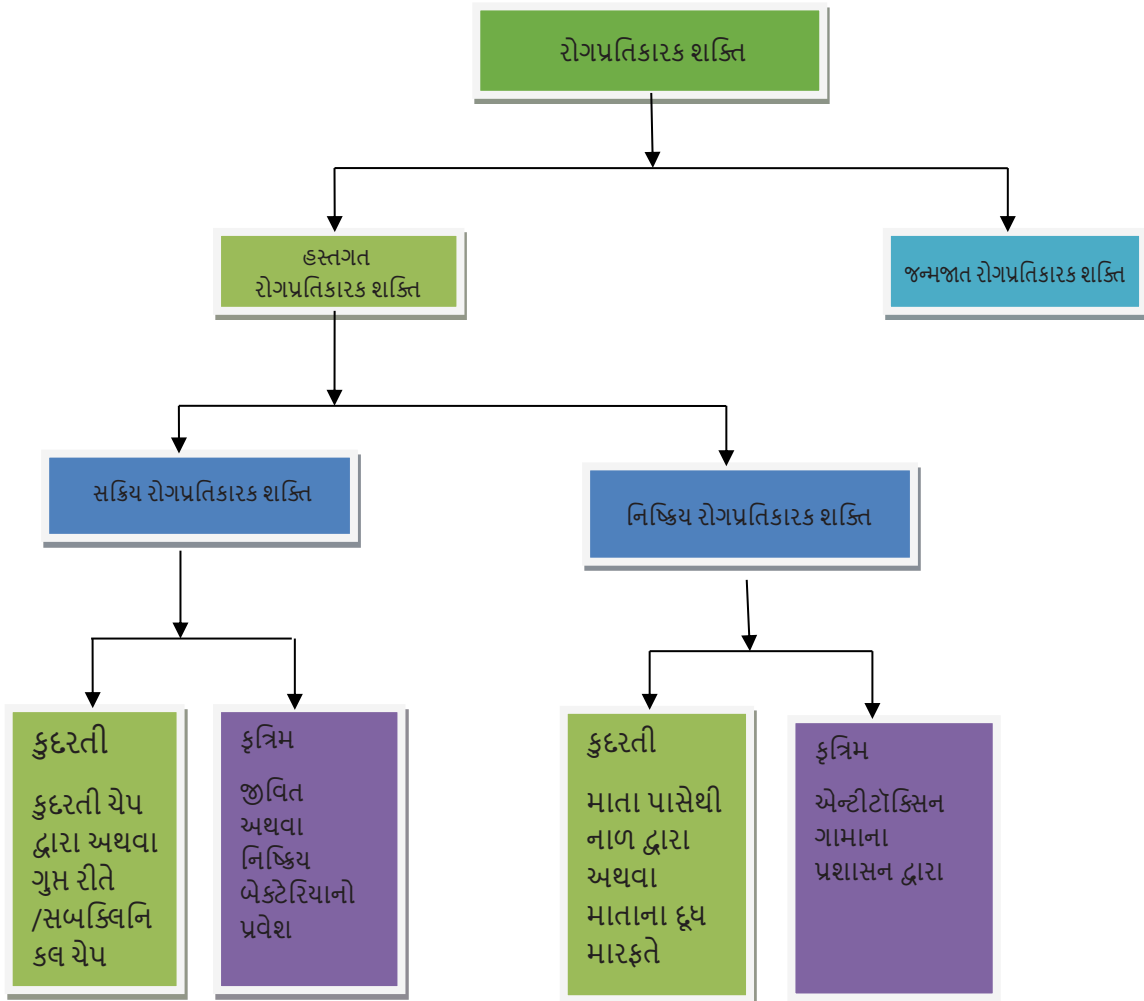 રોગપ્રતિકારક શક્તિ
હસ્તગત
રોગપ્રતિકારક શક્તિ
જન્મજાત રોગપ્રતિકારક શક્તિ
સક્રિય રોગપ્રતિકારક શક્તિ
નિષ્ક્રિય રોગપ્રતિકારક શક્તિ
કુદરતી
કુદરતી ચેપ
દ્વારા અથવા
ગુપ્ત રીતે
/સબક્લિનિ
કલ ચેપ
કૃત્રિમ
જીવિત
અથવા
નિષ્ક્રિય
બેક્ટેરિયાનો
પ્રવેશ
કુદરતી
માતા પાસેથી
નાળ દ્વારા
અથવા
માતાના દૂધ
મારફતે
કૃત્રિમ
એન્ટીટૉક્સિન
ગામાના
પ્રશાસન દ્વારા